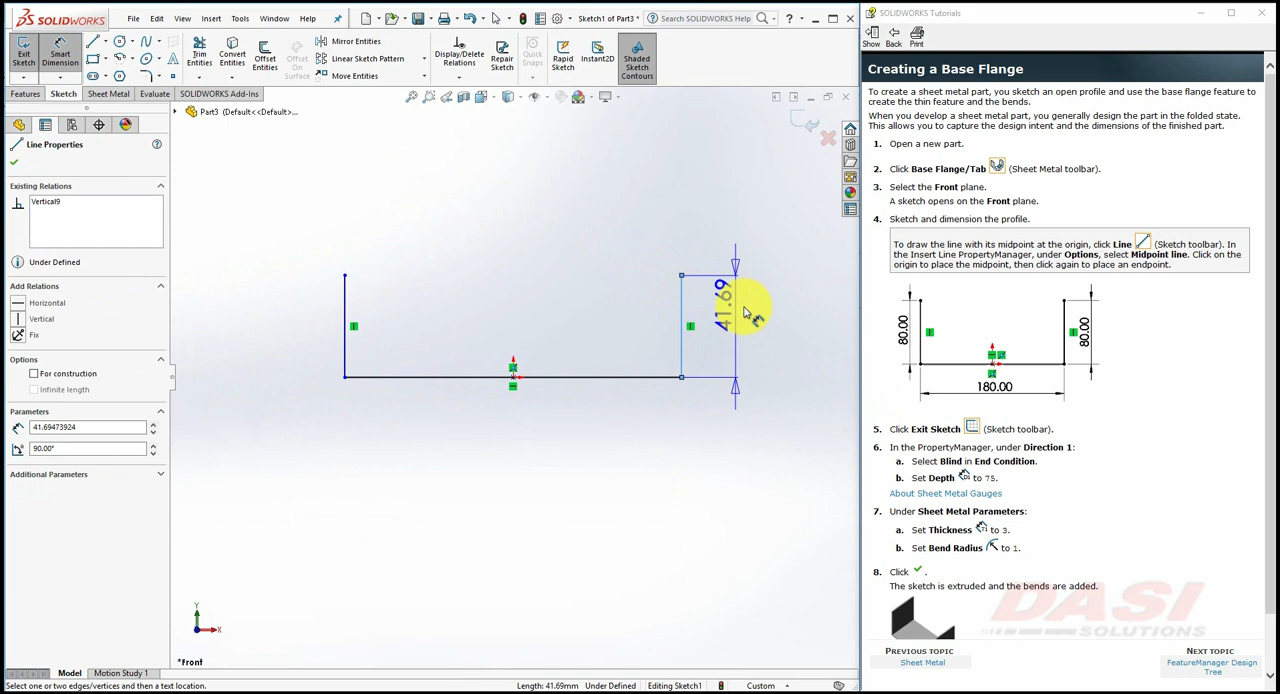 SOLIDWORKS
File Edit View Insert Tools Window Help
Sketch1 of Part3 *
Search SOLIDWORKS Help
Exit Sketch
Smart Dimension
Trim Entities
Convert Entities
Offset Entities
Offset On Surface
Mirror Entities
Linear Sketch Pattern
Move Entities
Display/Delete Relations
Repair Sketch
Quick Snaps
Rapid Sketch
Instant2D
Shaded Sketch Contours
Features Sketch Sheet Metal Evaluate SOLIDWORKS Add-Ins
Part3 (Default<<Default>...
Line Properties
Existing Relations
Vertical9
Under Defined
Add Relations
Horizontal
Vertical
Fix
Options
For construction
Infinite length
Parameters
41.69473924
90.00°
Additional Parameters
41.69
Y
X
*Front
Model Motion Study 1
Select one or two edges/vertices and then a text location.
Length: 41.69mm Under Defined Editing Sketch1 Custom
SOLIDWORKS Tutorials
Show Back Print
Creating a Base Flange
To create a sheet metal part, you sketch an open profile and use the base flange feature to
create the thin feature and the bends.
When you develop a sheet metal part, you generally design the part in the folded state.
This allows you to capture the design intent and the dimensions of the finished part.
1. Open a new part.
2. Click Base Flange/Tab (Sheet Metal toolbar).
3. Select the Front plane.
A sketch opens on the Front plane.
4. Sketch and dimension the profile.
To draw the line with its midpoint at the origin, click Line (Sketch toolbar). In
the Insert Line PropertyManager, under Options, select Midpoint line. Click on the
origin to place the midpoint, then click again to place an endpoint.
80.00
80.00
180.00
5. Click Exit Sketch (Sketch toolbar).
6. In the PropertyManager, under Direction 1:
a. Select Blind in End Condition.
b. Set Depth to 75.
About Sheet Metal Gauges
7. Under Sheet Metal Parameters:
a. Set Thickness to 3.
b. Set Bend Radius to 1.
8. Click .
The sketch is extruded and the bends are added.
DASI
SOLUTIONS
PREVIOUS TOPIC
Sheet Metal
NEXT TOPIC
FeatureManager Design
Tree